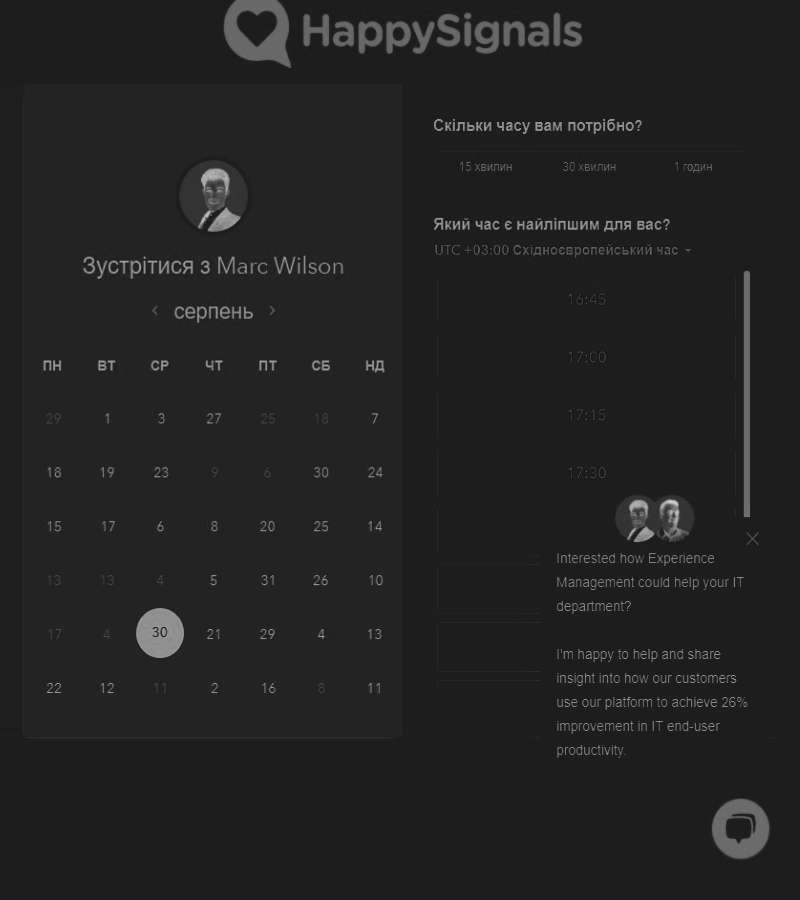 HappySignals
Зустрітися з Marc Wilson
серпень
ПН ВТ СР ЧТ ПТ СБ НД
29 1 3 27 25 18 7
18 19 23 9 6 30 24
15 17 6 8 20 25 14
13 13 4 5 31 26 10
17 4 30 21 29 4 13
22 12 11 2 16 8 11
Скільки часу вам потрібно?
15 хвилин 30 хвилин 1 годин
Який час є найліпшим для вас?
UTC +03:00 Східноєвропейський час
16:45
17:00
17:15
17:30
Interested how Experience
Management could help your IT
department?
I'm happy to help and share
insight into how our customers
use our platform to achieve 26%
improvement in IT end-user
productivity.